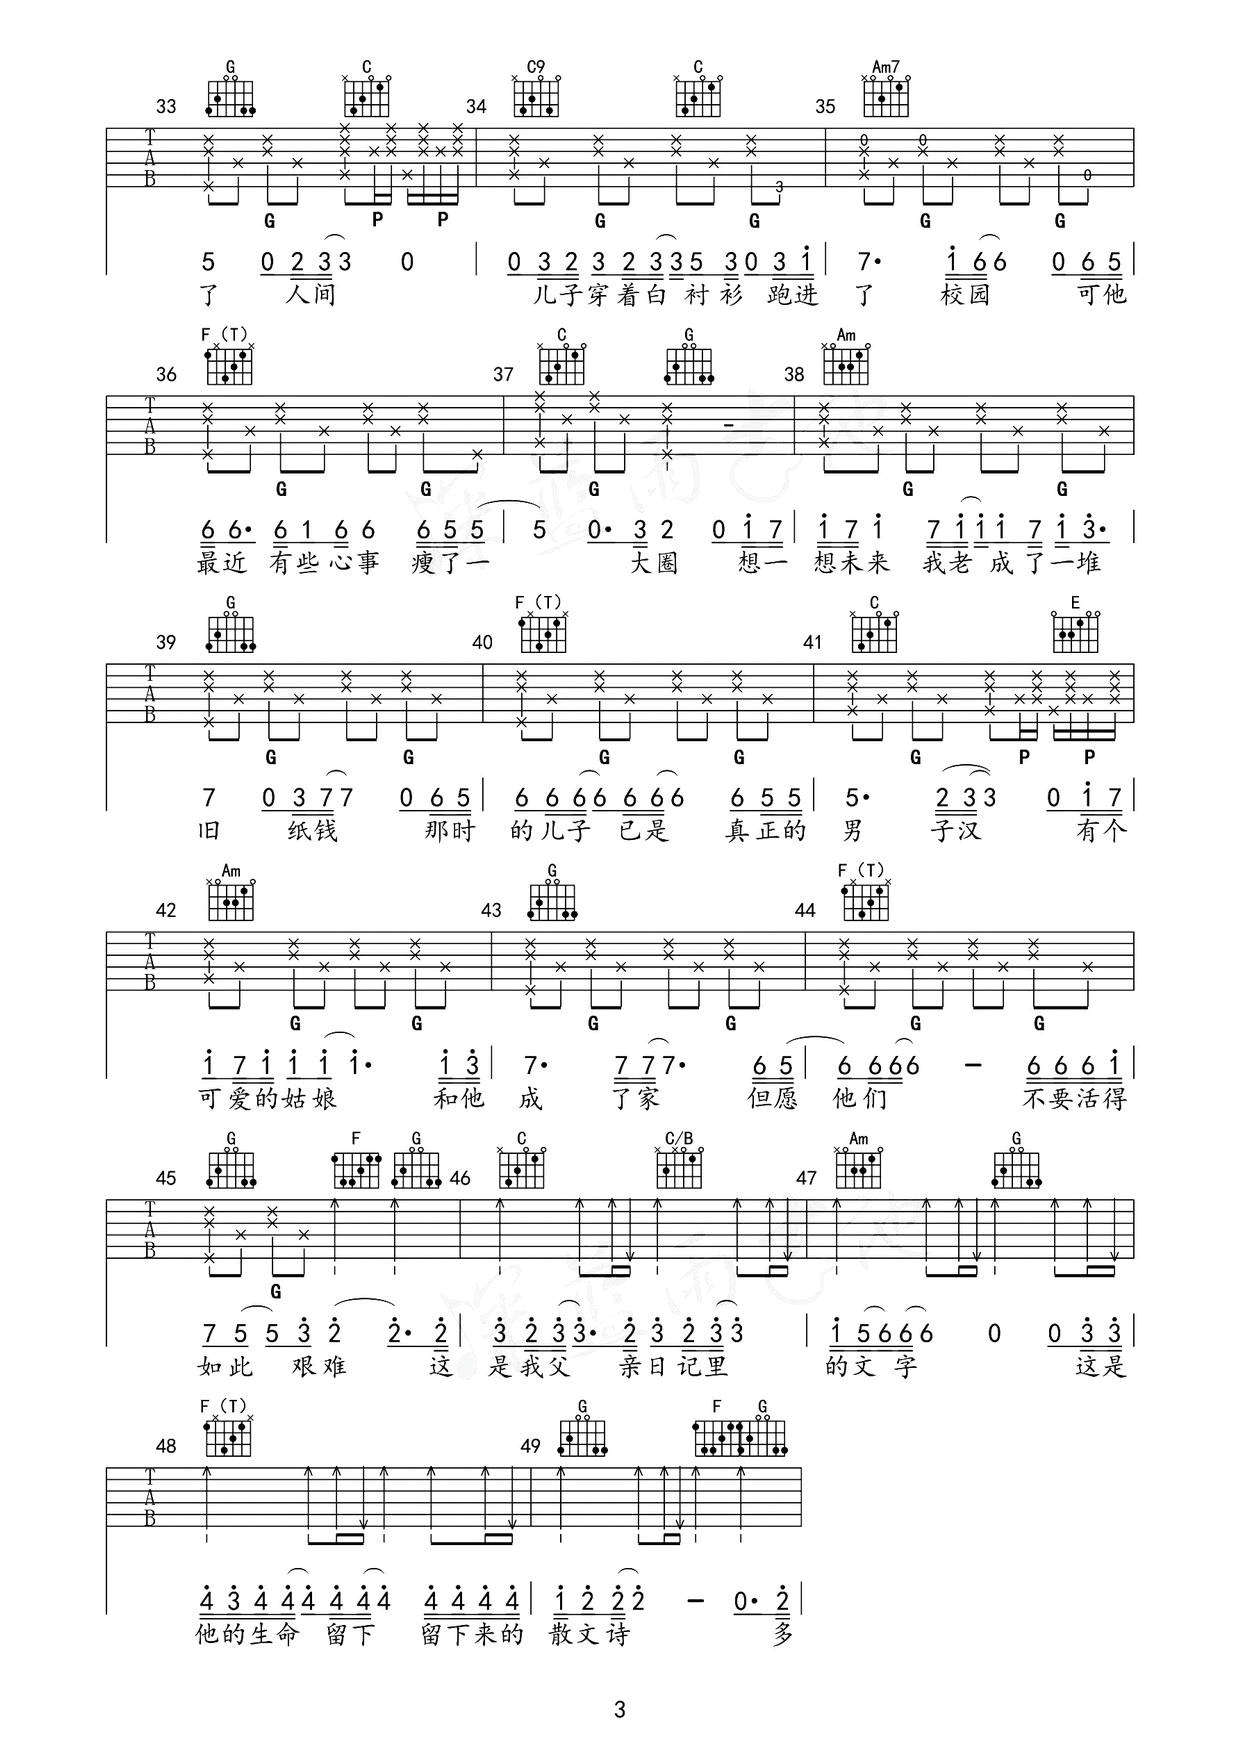 G C C9 C Am7
33 34 35
T A B 0 0 3 0
G P P G G G G
5 0 2 3 3 0 0 3 2 3 2 3 3 5 3 0 3 1 7· 1 6 6 0 6 5
了 人间 儿子穿着白 衬衫 跑进 了 校园 可他
F（T） C G Am
36 37 38
T A B
G G G G G
6 6· 6 1 6 6 6 5 5 5 0· 3 2 0 1 7 1 7 1 7 1 1 1 7 1 3·
最近 有些心事 瘦了一 大圈 想一 想未来 我老成了一堆
G F（T） C E
39 40 41
T A B
G G G G G P P
7 0 3 7 7 0 6 5 6 6 6 6 6 6 6 6 5 5 5· 2 3 3 0 1 7
旧 纸钱 那时 的儿子 已是 真正的 男 子汉 有个
Am G F（T）
42 43 44
T A B
G G G G G G
1 7 1 1 1 1· 1 3 7· 7 7 7· 6 5 6 6 6 6 – 6 6 6 1
可爱的姑娘 和他 成 了家 但愿 他们 不要活得
G F G C C/B Am G
45 46 47
T A B
G
7 5 5 3 2 2· 2 3 2 3 3· 2 3 2 3 3 1 5 6 6 6 0 0 3 3
如此 艰难 这 是我父 亲日记里 的文字 这是
F（T） G F G
48 49
T A B
4 3 4 4 4 4 4 4 4 4 4 4 1 2 2 2 – 0· 2
他的生命 留下 留下来的 散文诗 多
3